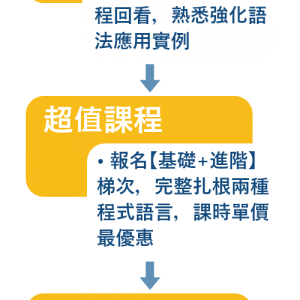 程回看，熟悉強化語
法應用實例
超值課程
• 報名【基礎+進階】
梯次，完整扎根兩種
程式語言，課時單價
最優惠